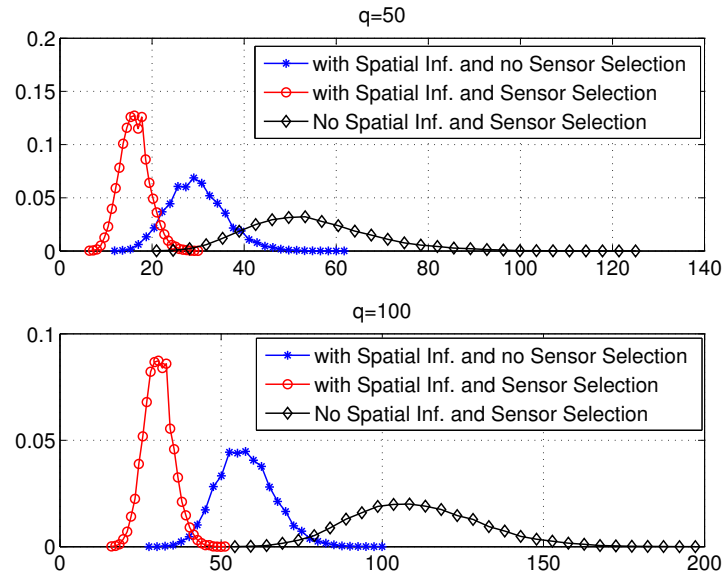 q=50
0.2
0.15
0.1
0.05
0
with Spatial Inf. and no Sensor Selection
with Spatial Inf. and Sensor Selection
No Spatial Inf. and Sensor Selection
0 20 40 60 80 100 120 140
q=100
0.1
0.05
0
with Spatial Inf. and no Sensor Selection
with Spatial Inf. and Sensor Selection
No Spatial Inf. and Sensor Selection
0 50 100 150 200